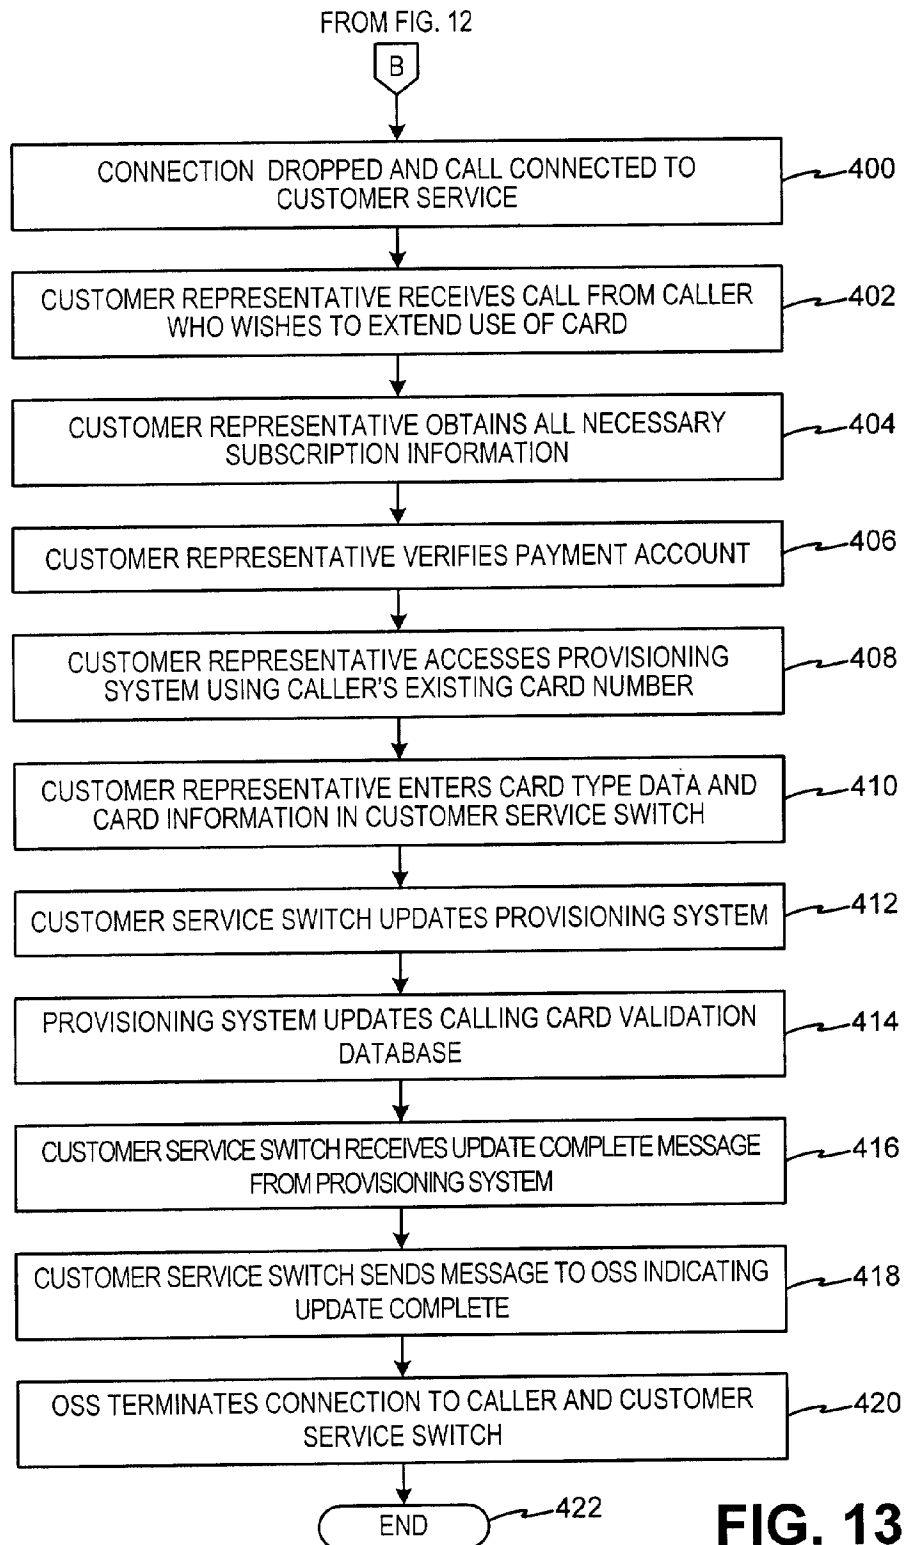 FROM FIG. 12
B
CONNECTION DROPPED AND CALL CONNECTED TO
CUSTOMER SERVICE
400
CUSTOMER REPRESENTATIVE RECEIVES CALL FROM CALLER
WHO WISHES TO EXTEND USE OF CARD
402
CUSTOMER REPRESENTATIVE OBTAINS ALL NECESSARY
SUBSCRIPTION INFORMATION
404
CUSTOMER REPRESENTATIVE VERIFIES PAYMENT ACCOUNT
406
CUSTOMER REPRESENTATIVE ACCESSES PROVISIONING
SYSTEM USING CALLER'S EXISTING CARD NUMBER
408
CUSTOMER REPRESENTATIVE ENTERS CARD TYPE DATA AND
CARD INFORMATION IN CUSTOMER SERVICE SWITCH
410
CUSTOMER SERVICE SWITCH UPDATES PROVISIONING SYSTEM
412
PROVISIONING SYSTEM UPDATES CALLING CARD VALIDATION
DATABASE
414
CUSTOMER SERVICE SWITCH RECEIVES UPDATE COMPLETE MESSAGE
FROM PROVISIONING SYSTEM
416
CUSTOMER SERVICE SWITCH SENDS MESSAGE TO OSS INDICATING
UPDATE COMPLETE
418
OSS TERMINATES CONNECTION TO CALLER AND CUSTOMER
SERVICE SWITCH
420
END
422
FIG. 13